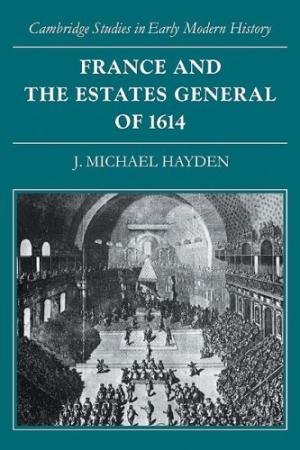 Cambridge Studies in Early Modern History
FRANCE AND
THE ESTATES GENERAL
OF 1614
J. MICHAEL HAYDEN